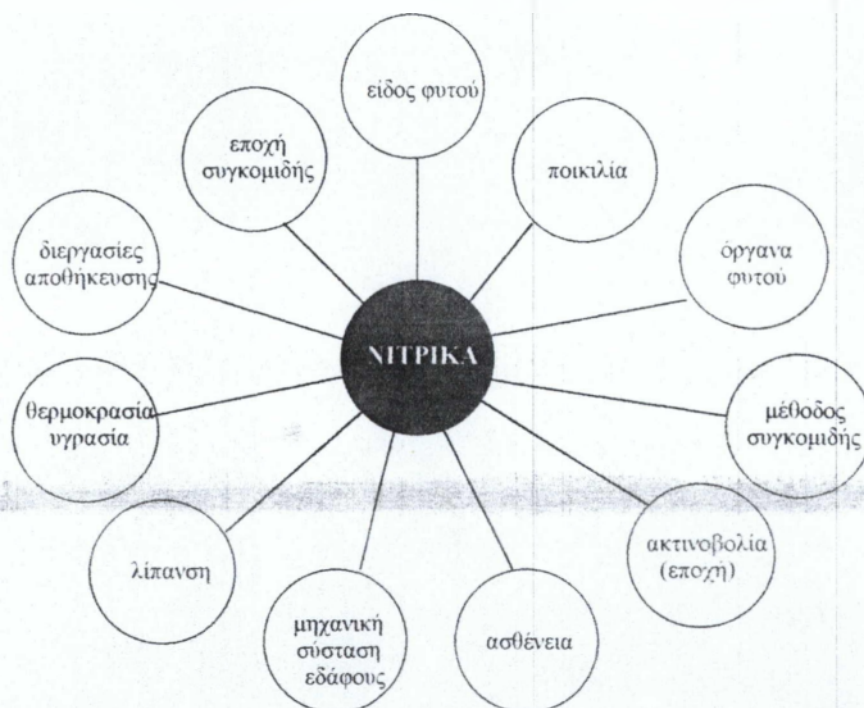 είδος φυτού
εποχή
συγκομιδής
ποικιλία
διεργασίες
αποθήκευσης
όργανα
φυτού
ΝΙΤΡΙΚΑ
θερμοκρασία
υγρασία
μέθοδος
συγκομιδής
λίπανση
ακτινοβολία
(εποχή)
μηχανική
σύσταση
εδάφους
ασθένεια